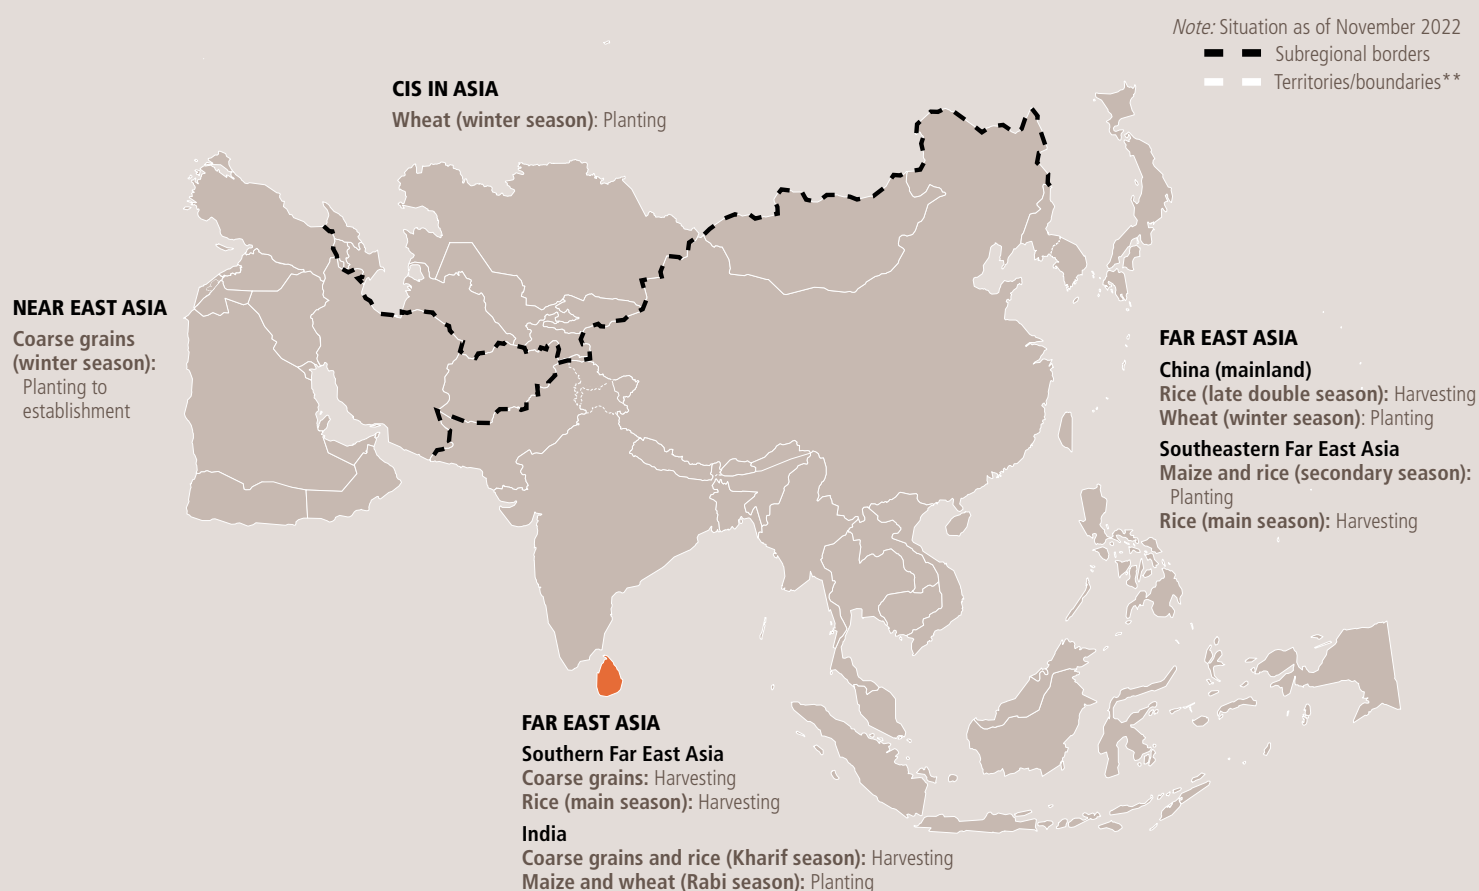 Note: Situation as of November 2022
Subregional borders
Territories/boundaries**
CIS IN ASIA
Wheat (winter season): Planting
NEAR EAST ASIA
Coarse grains
(winter season):
Planting to
establishment
FAR EAST ASIA
China (mainland)
Rice (late double season): Harvesting
Wheat (winter season): Planting
Southeastern Far East Asia
Maize and rice (secondary season):
Planting
Rice (main season): Harvesting
FAR EAST ASIA
Southern Far East Asia
Coarse grains: Harvesting
Rice (main season): Harvesting
India
Coarse grains and rice (Kharif season): Harvesting
Maize and wheat (Rabi season): Planting